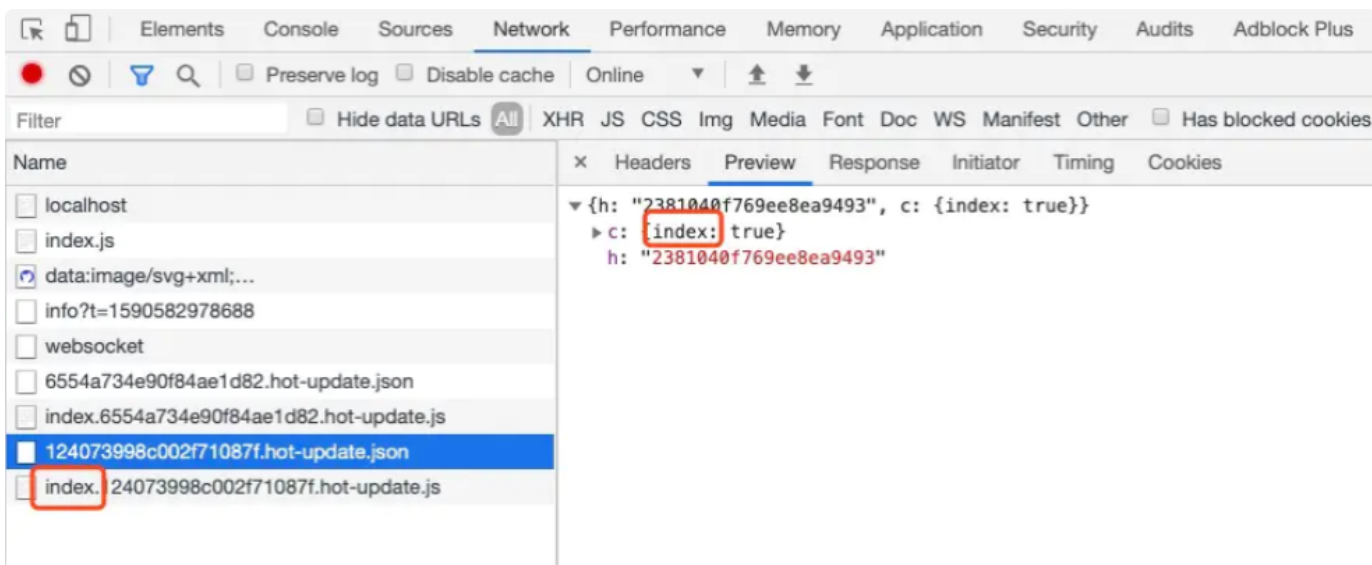 Elements Console Sources Network Performance Memory Application Security Audits Adblock Plus
Preserve log Disable cache Online
Filter Hide data URLs All XHR JS CSS Img Media Font Doc WS Manifest Other Has blocked cookies
Name
localhost
index.js
data:image/svg+xml;...
info?t=1590582978688
websocket
6554a734e90f84ae1d82.hot-update.json
index.6554a734e90f84ae1d82.hot-update.js
124073998c002f71087f.hot-update.json
index.124073998c002f71087f.hot-update.js
× Headers Preview Response Initiator Timing Cookies
▼{h: "2381040f769ee8ea9493", c: {index: true}}
▶c: {index: true}
h: "2381040f769ee8ea9493"